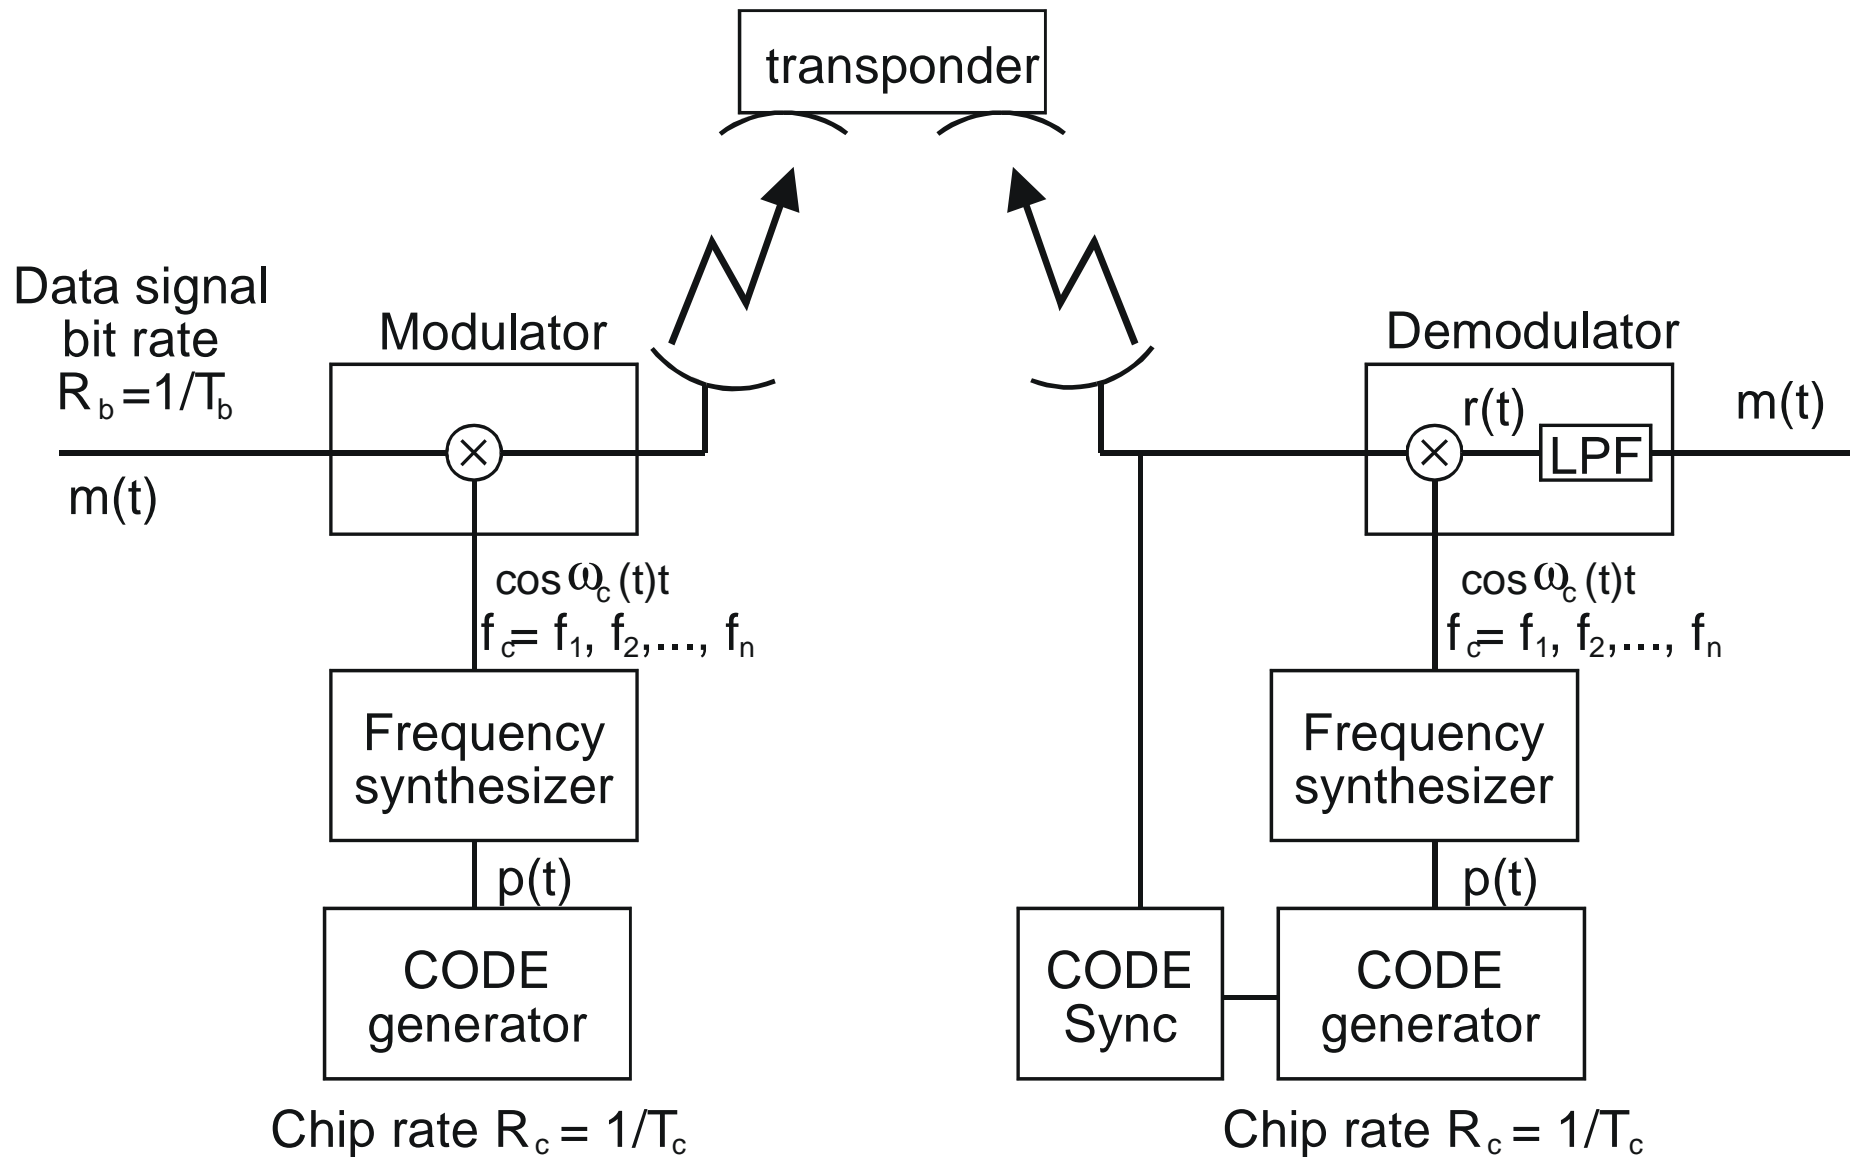 transponder
Data signal
bit rate
R_b=1/T_b
m(t)
Modulator
cos ω_c(t)t
f_c= f_1, f_2,..., f_n
Frequency
synthesizer
p(t)
CODE
generator
Chip rate R_c = 1/T_c
Demodulator
r(t)
LPF
m(t)
cos ω_c(t)t
f_c= f_1, f_2,..., f_n
Frequency
synthesizer
p(t)
CODE
Sync
CODE
generator
Chip rate R_c = 1/T_c